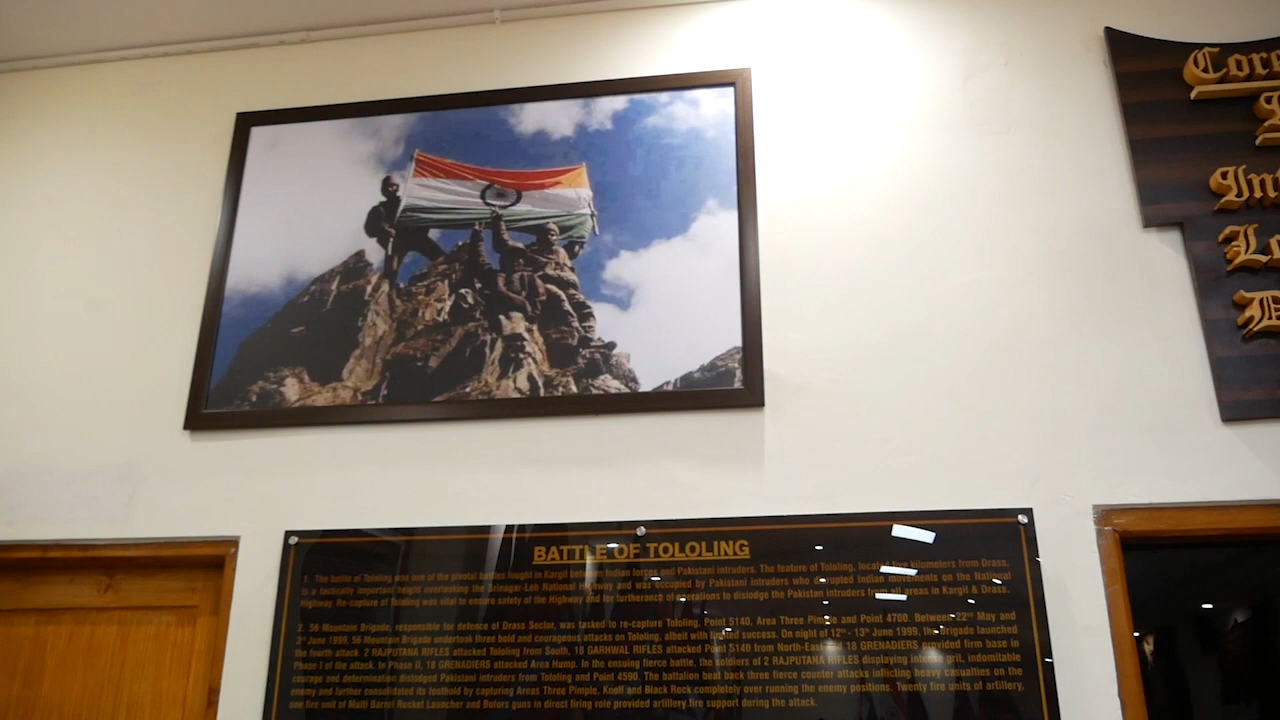 BATTLE OF TOLOLING
1. The battle of Tololing was one of the pivotal battles fought in Kargil between Indian forces and Pakistani intruders. The feature of Tololing, located five kilometers from Drass,
is a tactically important height overlooking the Srinagar-Leh National Highway and was occupied by Pakistani intruders who disrupted Indian movements on the National
Highway. Re-capture of Tololing was vital to ensure safety of the Highway and for furtherance of operations to dislodge the Pakistani intruders from all areas in Kargil & Drass.
2. 56 Mountain Brigade, responsible for defence of Drass Sector, was tasked to re-capture Tololing, Point 5140, Area Three Pimple and Point 4700. Between 22nd May and
2nd June 1999, 56 Mountain Brigade undertook three bold and courageous attacks on Tololing, albeit with limited success. On night of 12th - 13th June 1999, the Brigade launched
the fourth attack. 2 RAJPUTANA RIFLES attacked Tololing from South, 18 GARHWAL RIFLES attacked Point 5140 from North-East and 18 GRENADIERS provided firm base in
Phase-I of the attack. In Phase II, 18 GRENADIERS attacked Area Hump. In the ensuing fierce battle, the soldiers of 2 RAJPUTANA RIFLES displaying intense grit, indomitable
courage and determination dislodged Pakistani intruders from Tololing and Point 4590. The battalion beat back three fierce counter attacks inflicting heavy casualties on the
enemy and further consolidated its foothold by capturing Areas Three Pimple, Knoll and Black Rock completely over running the enemy positions. Twenty fire units of artillery,
one fire unit of Multi Barrel Rocket Launcher and Bofors guns in direct firing role provided artillery fire support during the attack.